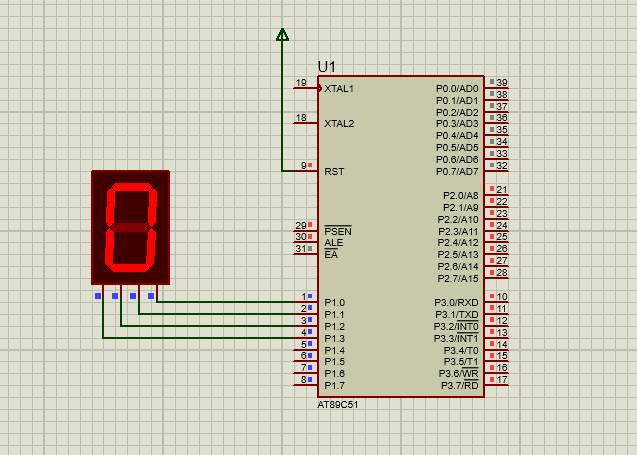 U1
19 XTAL1 P0.0/AD0 39
P0.1/AD1 38
P0.2/AD2 37
18 XTAL2 P0.3/AD3 36
P0.4/AD4 35
P0.5/AD5 34
P0.6/AD6 33
9 RST P0.7/AD7 32
P2.0/A8 21
P2.1/A9 22
P2.2/A10 23
29 PSEN P2.3/A11 24
30 ALE P2.4/A12 25
31 EA P2.5/A13 26
P2.6/A14 27
P2.7/A15 28
1 P1.0 P3.0/RXD 10
2 P1.1 P3.1/TXD 11
3 P1.2 P3.2/INT0 12
4 P1.3 P3.3/INT1 13
5 P1.4 P3.4/T0 14
6 P1.5 P3.5/T1 15
7 P1.6 P3.6/WR 16
8 P1.7 P3.7/RD 17
AT89C51
0